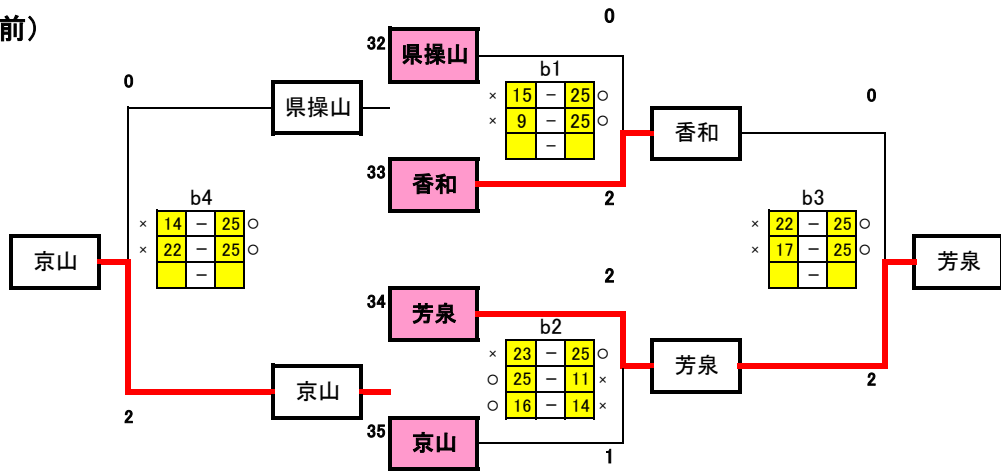 前）
0
32
県操山
0
県操山
b1
× 15 － 25 ○
× 9 － 25 ○
－
香和
0
33
香和
2
b4
× 14 － 25 ○
× 22 － 25 ○
－
b3
× 22 － 25 ○
× 17 － 25 ○
－
京山
芳泉
34
芳泉
2
b2
× 23 － 25 ○
○ 25 － 11 ×
○ 16 － 14 ×
芳泉
2
京山
2
35
京山
1